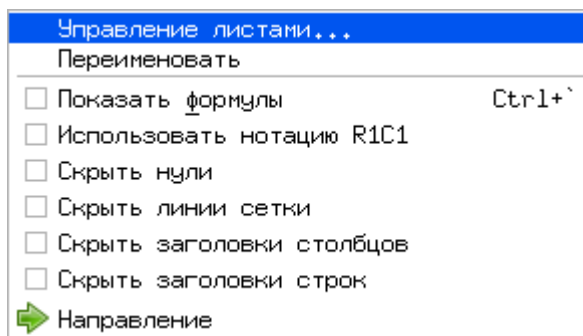 Управление листами...
Переименовать
Показать формулы Ctrl+`
Использовать нотацию R1C1
Скрыть нули
Скрыть линии сетки
Скрыть заголовки столбцов
Скрыть заголовки строк
Направление